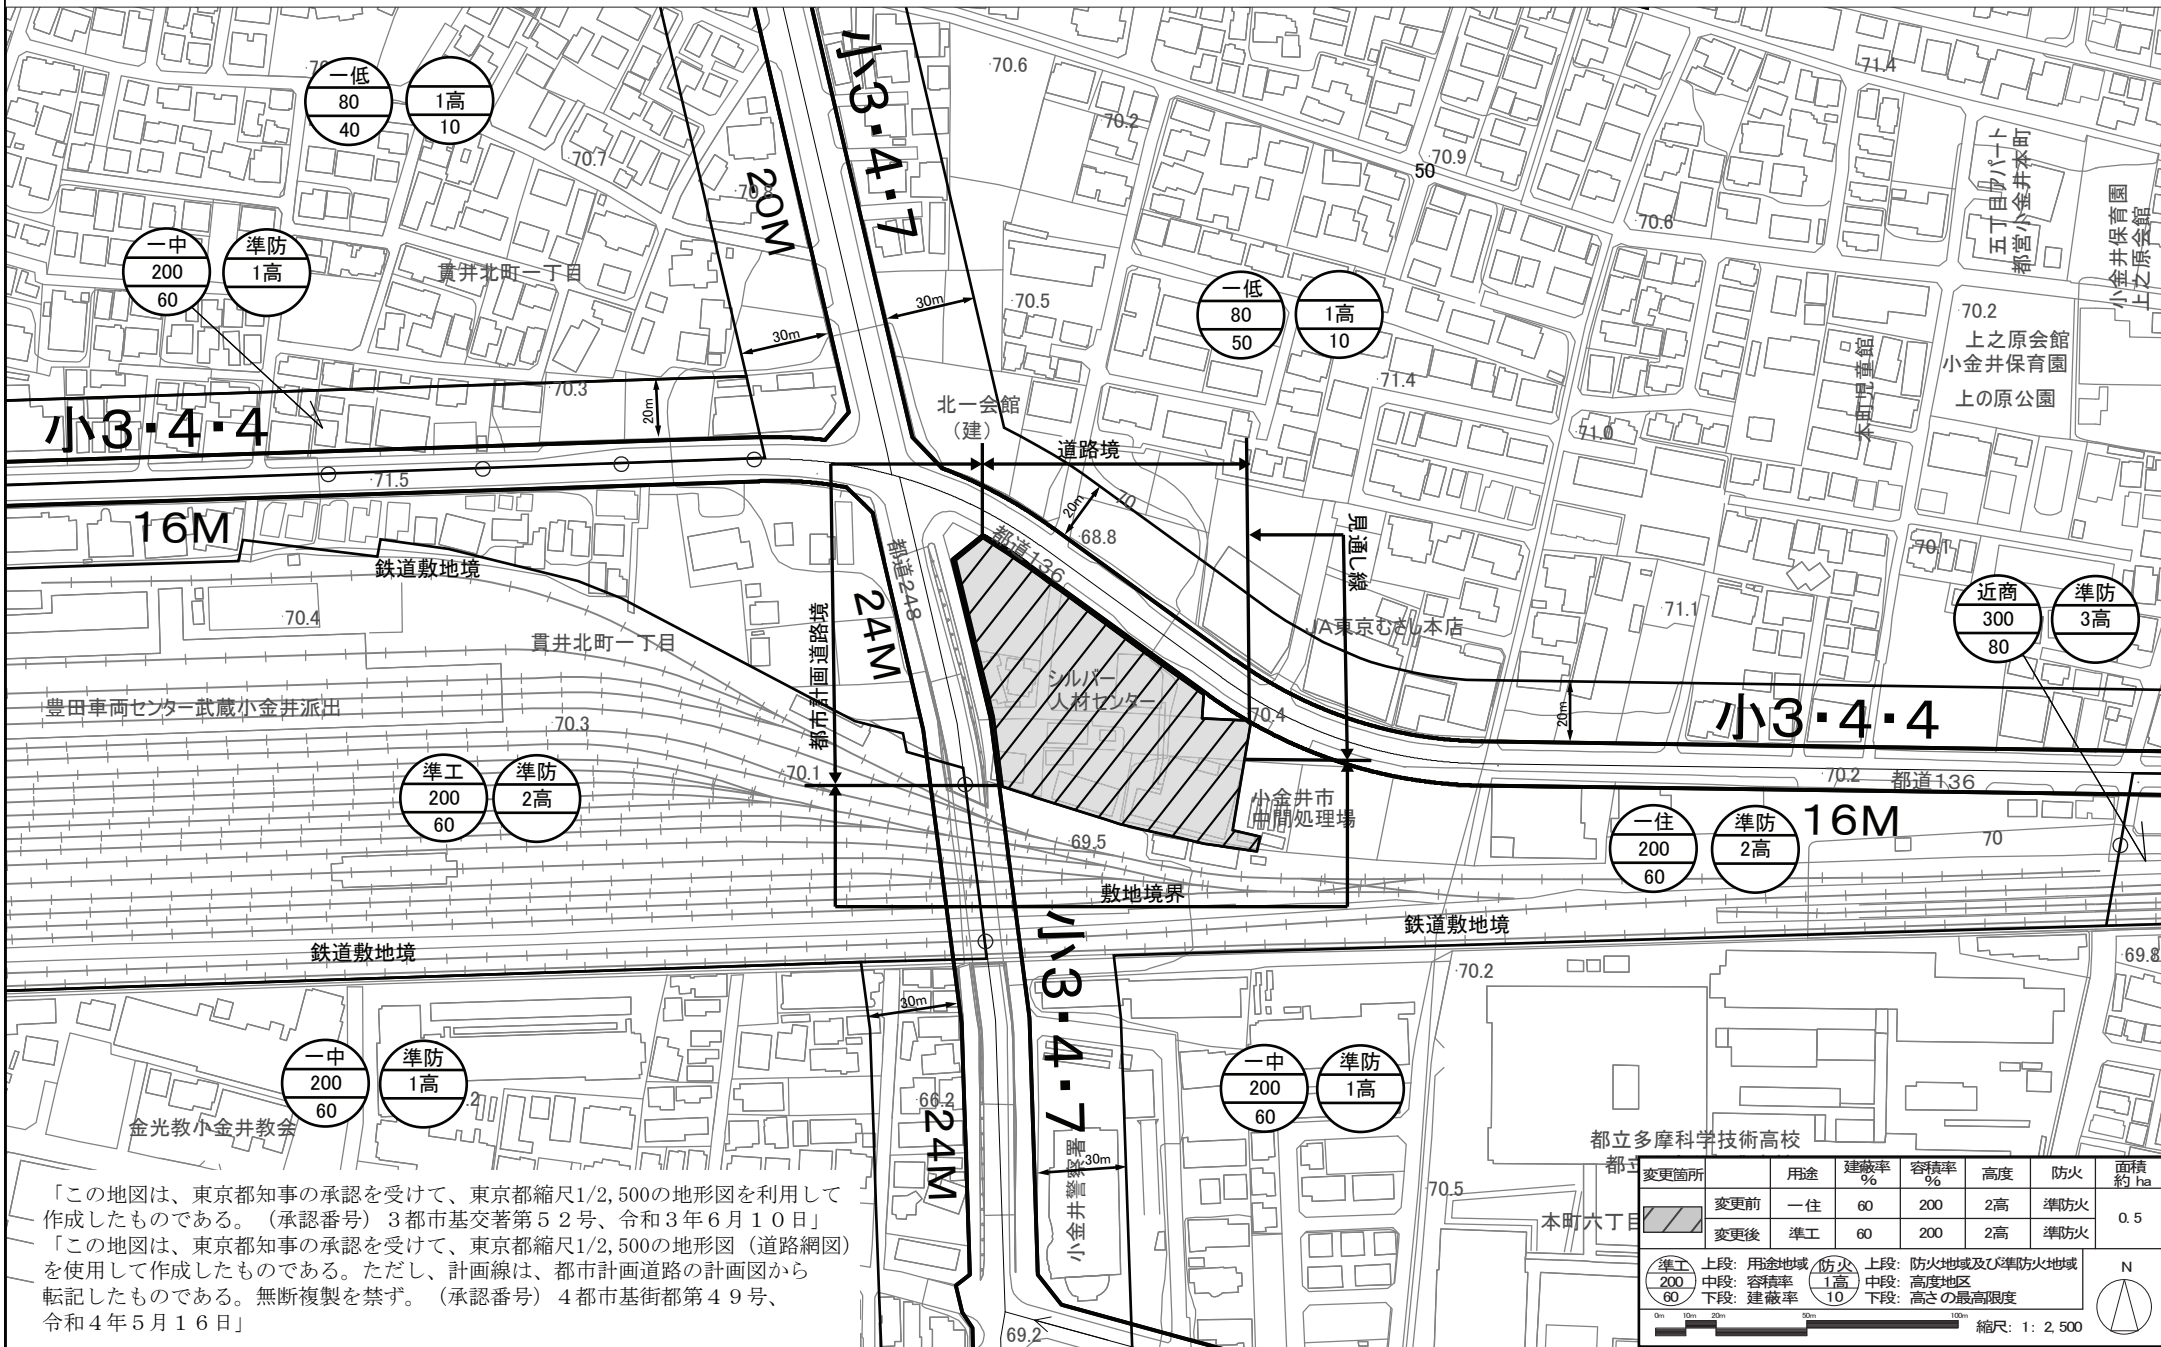 小3・4・7
20M
一低
80
40
1高
10
70.6
71.4
70.2
70.7
70.9
50
都営小金井本町
五丁目アパート
小金井保育園
上之原会館
一中
200
60
準防
1高
貫井北町一丁目
70.6
30m
70.5
一低
80
50
1高
10
70.2
上之原会館
小金井保育園
上の原公園
本町児童館
30m
70.3
20m
小3・4・4
北一会館
(建)
71.4
71.0
道路境
71.5
16M
20m
70
68.8
見通し線
鉄道敷地境
都道248
都道136
70.1
70.4
24M
都市計画道路境
貫井北町一丁目
71.1
近商
300
80
準防
3高
JA東京むさし本店
シルバー
人材センター
豊田車両センター武蔵小金井派出
70.3
70.4
20m
小3・4・4
準工
200
60
準防
2高
70.1
小金井市
中間処理場
70.2
都道136
16M
69.5
一住
200
60
準防
2高
70
敷地境界
鉄道敷地境
鉄道敷地境
小3・4・7
69.8
70.2
30m
一中
200
60
準防
1高
66.2
24M
一中
200
60
準防
1高
金光教小金井教会
小金井警察署
30m
都立多摩科学技術高校
70.5
本町六丁目
69.2
「この地図は、東京都知事の承認を受けて、東京都縮尺1/2,500の地形図を利用して
作成したものである。（承認番号）３都市基交著第５２号、令和３年６月１０日」
「この地図は、東京都知事の承認を受けて、東京都縮尺1/2,500の地形図（道路網図）
を使用して作成したものである。ただし、計画線は、都市計画道路の計画図から
転記したものである。無断複製を禁ず。（承認番号）４都市基街都第４９号、
令和４年５月１６日」
変更箇所 用途 建蔽率% 容積率% 高度 防火 面積約ha
変更前 一住 60 200 2高 準防火 0.5
変更後 準工 60 200 2高 準防火
準工 上段: 用途地域 防火 上段: 防火地域及び準防火地域
200 中段: 容積率 1高 中段: 高度地区
60 下段: 建蔽率 10 下段: 高さの最高限度
0m 10m 20m 50m 100m
縮尺: 1: 2,500
N